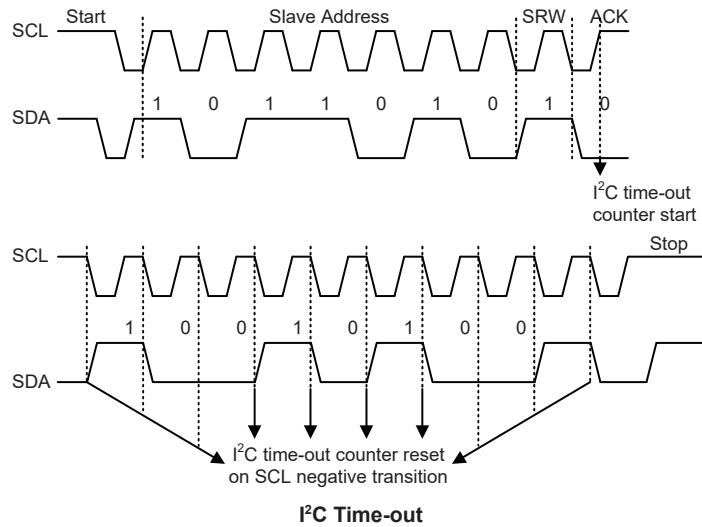 Start Slave Address SRW ACK
SCL
1 0 1 1 0 1 0 1 0
SDA
I²C time-out
counter start
Stop
SCL
1 0 0 1 0 1 0 0
SDA
I²C time-out counter reset
on SCL negative transition
I²C Time-out